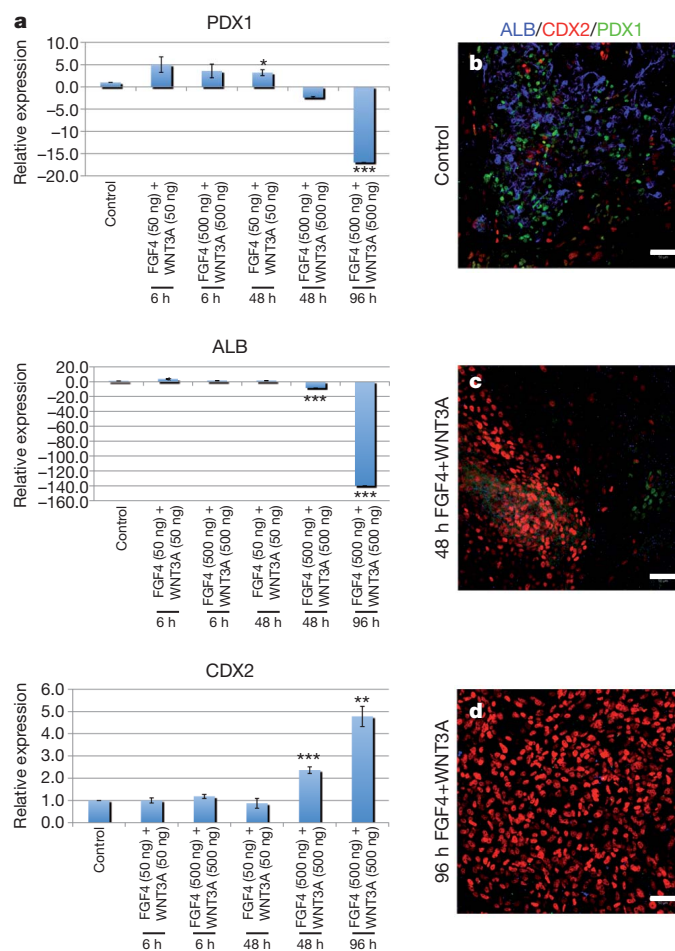 a
PDX1
Relative expression
10.0
5.0
0.0
−5.0
−10.0
−15.0
−20.0
*
***
Control
FGF4 (50 ng) +
WNT3A (50 ng)
FGF4 (500 ng) +
WNT3A (500 ng)
FGF4 (50 ng) +
WNT3A (50 ng)
FGF4 (500 ng) +
WNT3A (500 ng)
FGF4 (500 ng) +
WNT3A (500 ng)
6 h
6 h
48 h
48 h
96 h
ALB
Relative expression
20.0
0.0
−20.0
−40.0
−60.0
−80.0
−100.0
−120.0
−140.0
−160.0
***
***
Control
FGF4 (50 ng) +
WNT3A (50 ng)
FGF4 (500 ng) +
WNT3A (500 ng)
FGF4 (50 ng) +
WNT3A (50 ng)
FGF4 (500 ng) +
WNT3A (500 ng)
FGF4 (500 ng) +
WNT3A (500 ng)
6 h
6 h
48 h
48 h
96 h
CDX2
Relative expression
6.0
5.0
4.0
3.0
2.0
1.0
0.0
***
**
Control
FGF4 (50 ng) +
WNT3A (50 ng)
FGF4 (500 ng) +
WNT3A (500 ng)
FGF4 (50 ng) +
WNT3A (50 ng)
FGF4 (500 ng) +
WNT3A (500 ng)
FGF4 (500 ng) +
WNT3A (500 ng)
6 h
6 h
48 h
48 h
96 h
ALB/CDX2/PDX1
b
Control
c
48 h FGF4+WNT3A
d
96 h FGF4+WNT3A